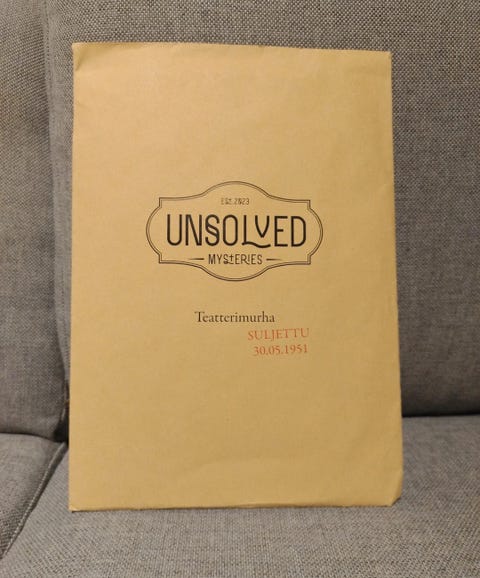 EST. 2023
UNSOLVED
MYSTERIES
Teatterimurha
SULJETTU
30.05.1951